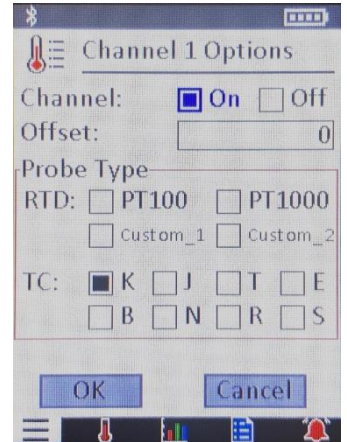 Channel 1 Options
Channel: On Off
Offset: 0
Probe Type
RTD: PT100 PT1000
Custom_1 Custom_2
TC: K J T E
B N R S
OK Cancel